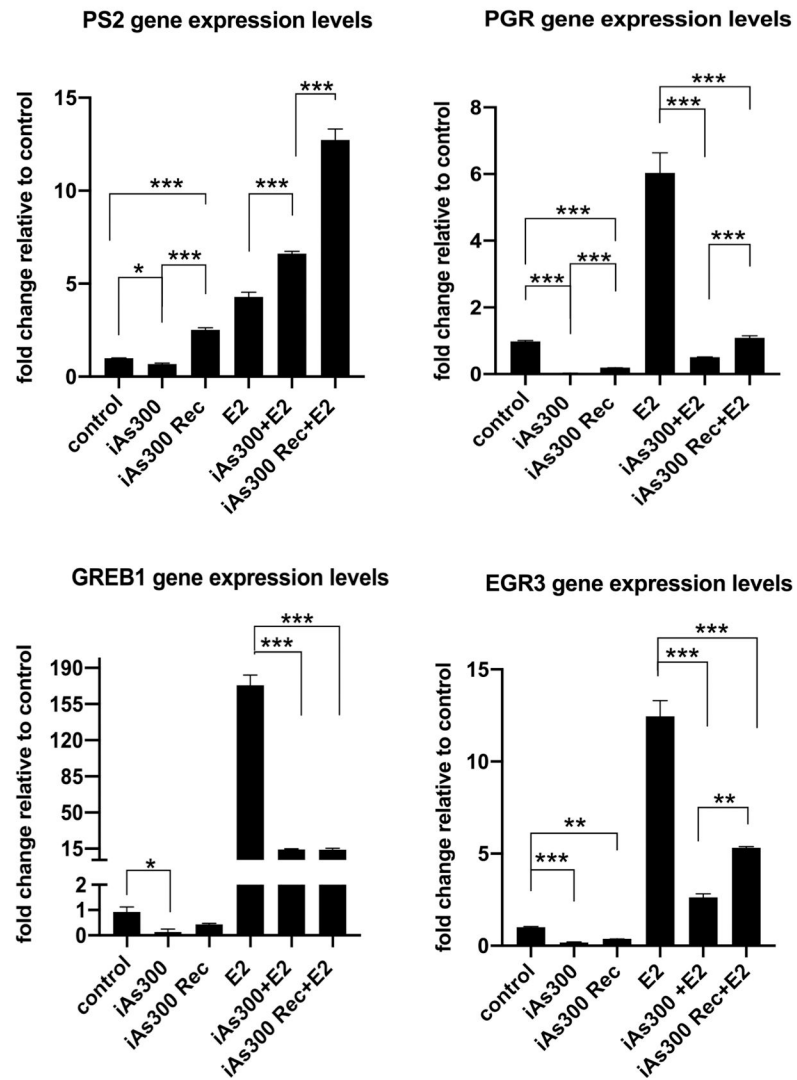 PS2 gene expression levels
fold change relative to control
15
10
5
0
***
*
***
***
***
control
iAs300
iAs300 Rec
E2
iAs300+E2
iAs300 Rec+E2
PGR gene expression levels
fold change relative to control
8
6
4
2
0
***
***
***
***
***
***
control
iAs300
iAs300 Rec
E2
iAs300+E2
iAs300 Rec+E2
GREB1 gene expression levels
fold change relative to control
190
155
120
85
50
15
2
1
0
*
***
***
control
iAs300
iAs300 Rec
E2
iAs300+E2
iAs300 Rec+E2
EGR3 gene expression levels
fold change relative to control
15
10
5
0
***
**
***
***
**
control
iAs300
iAs300 Rec
E2
iAs300 +E2
iAs300 Rec+E2